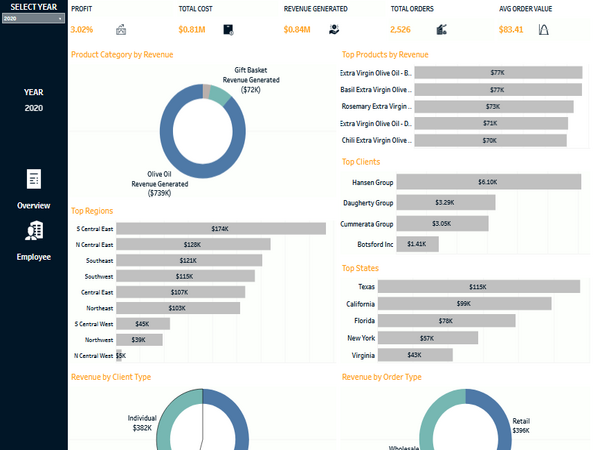 SELECT YEAR
2020
YEAR
2020
Overview
Employee
PROFIT
3.02%
TOTAL COST
$0.81M
REVENUE GENERATED
$0.84M
TOTAL ORDERS
2,526
AVG ORDER VALUE
$83.41
Product Category by Revenue
Gift Basket
Revenue Generated
($72K)
Olive Oil
Revenue Generated
($739K)
Top Products by Revenue
Extra Virgin Olive Oil - B..
$77K
Basil Extra Virgin Olive ..
$77K
Rosemary Extra Virgin ..
$73K
Extra Virgin Olive Oil - D..
$71K
Chili Extra Virgin Olive ..
$70K
Top Clients
Hansen Group
$6.10K
Daugherty Group
$3.29K
Cummerata Group
$3.05K
Botsford Inc
$1.41K
Top Regions
S Central East
$174K
N Central East
$128K
Southeast
$121K
Southwest
$115K
Central East
$107K
Northeast
$103K
S Central West
$45K
Northwest
$39K
N Central West
Top States
Texas
$115K
California
$99K
Florida
$78K
New York
$57K
Virginia
$43K
Revenue by Client Type
Individual
$382K
Revenue by Order Type
Retail
$396K
Wholesale